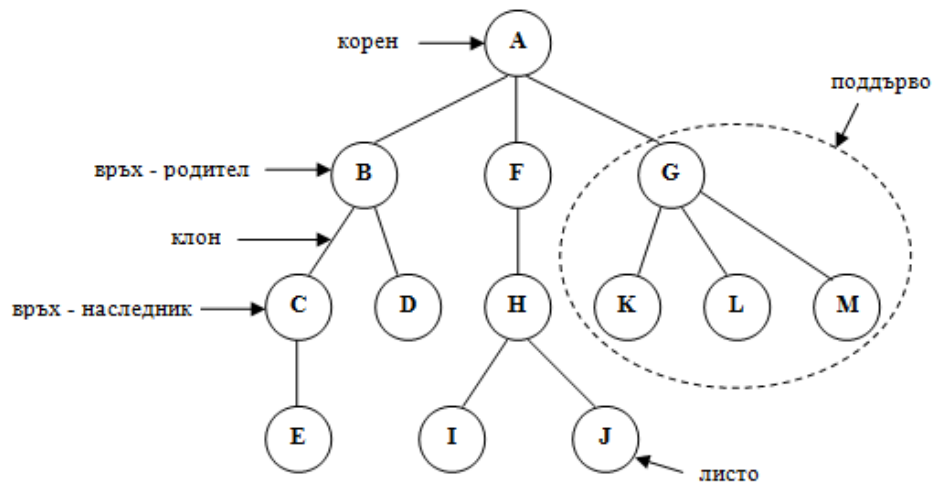 корен
A
поддърво
връх - родител
B
F
G
клон
връх - наследник
C
D
H
K
L
M
E
I
J
листо